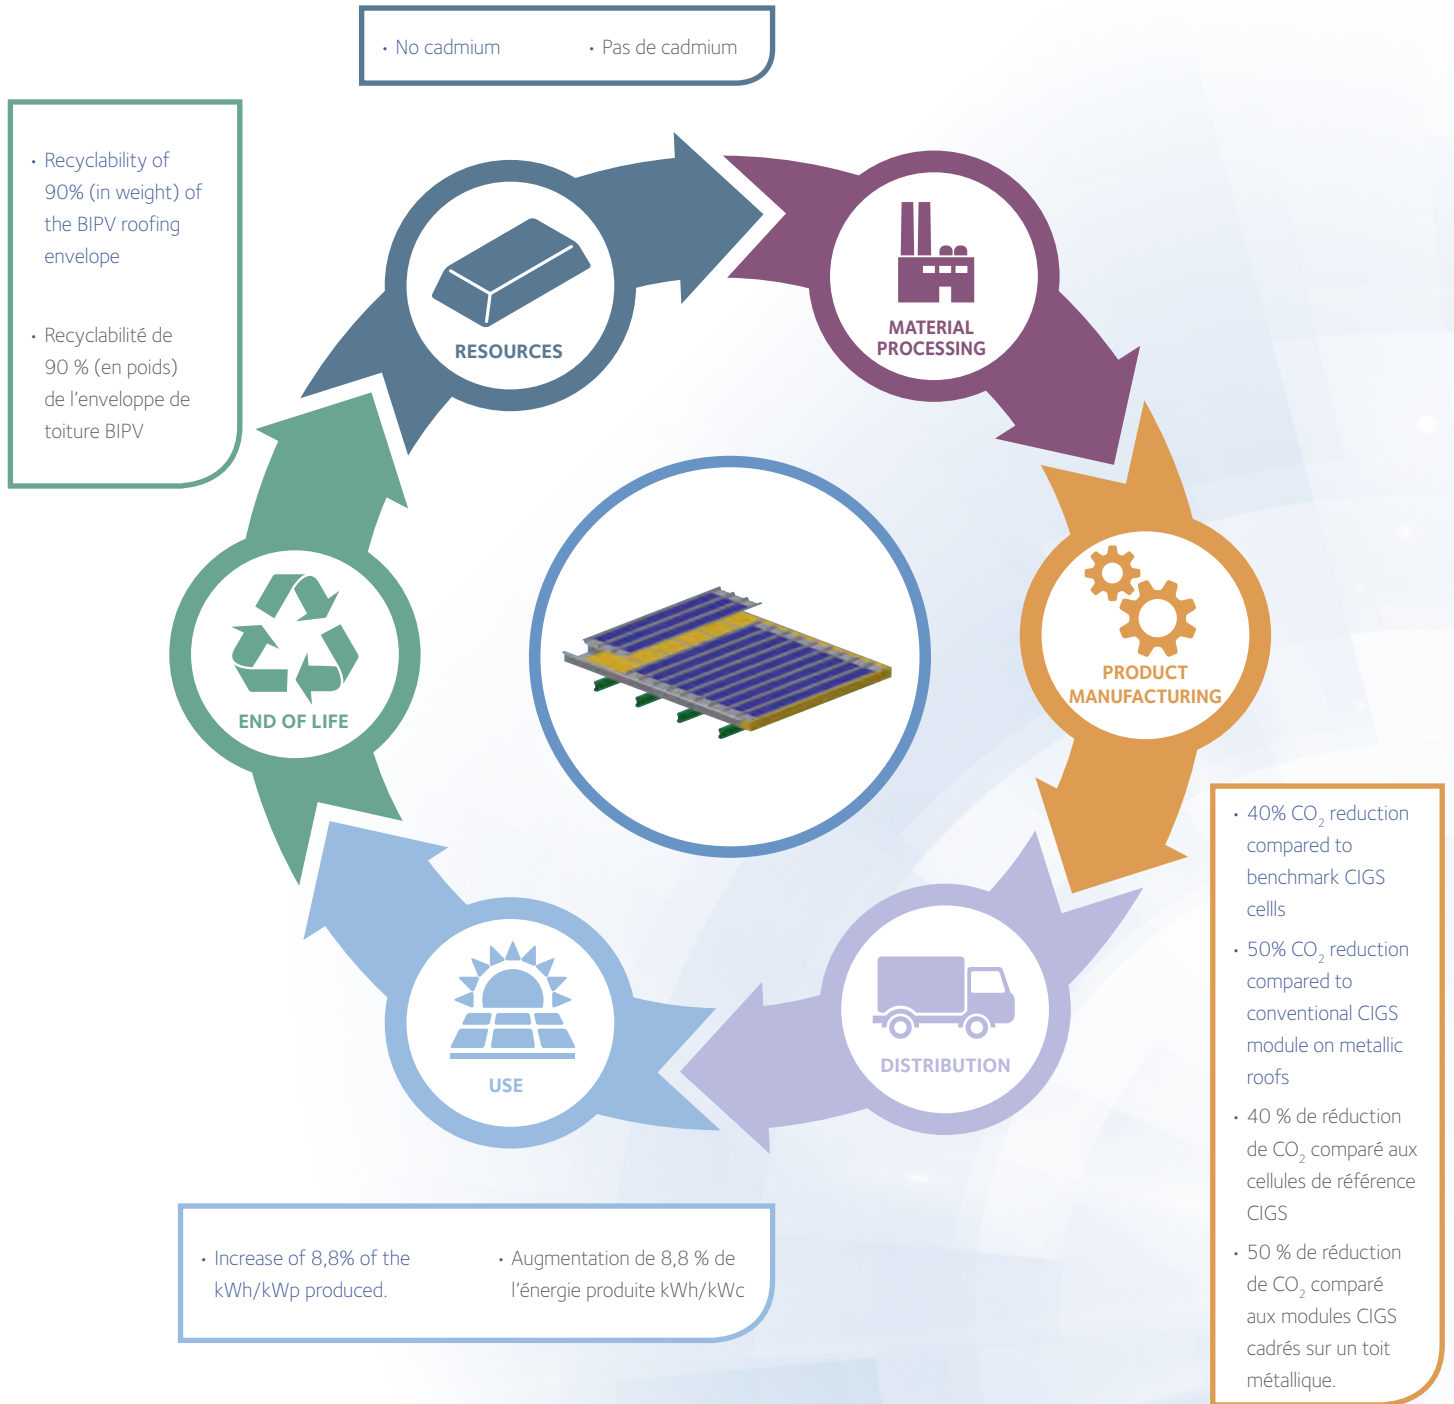 • No cadmium
• Pas de cadmium
• Recyclability of
90% (in weight) of
the BIPV roofing
envelope
• Recyclabilité de
90 % (en poids)
de l'enveloppe de
toiture BIPV
RESOURCES
MATERIAL
PROCESSING
PRODUCT
MANUFACTURING
END OF LIFE
USE
DISTRIBUTION
• 40% CO₂ reduction
compared to
benchmark CIGS
cellls
• 50% CO₂ reduction
compared to
conventional CIGS
module on metallic
roofs
• 40 % de réduction
de CO₂ comparé aux
cellules de référence
CIGS
• 50 % de réduction
de CO₂ comparé
aux modules CIGS
cadrés sur un toit
métallique.
• Increase of 8,8% of the
kWh/kWp produced.
• Augmentation de 8,8 % de
l'énergie produite kWh/kWc